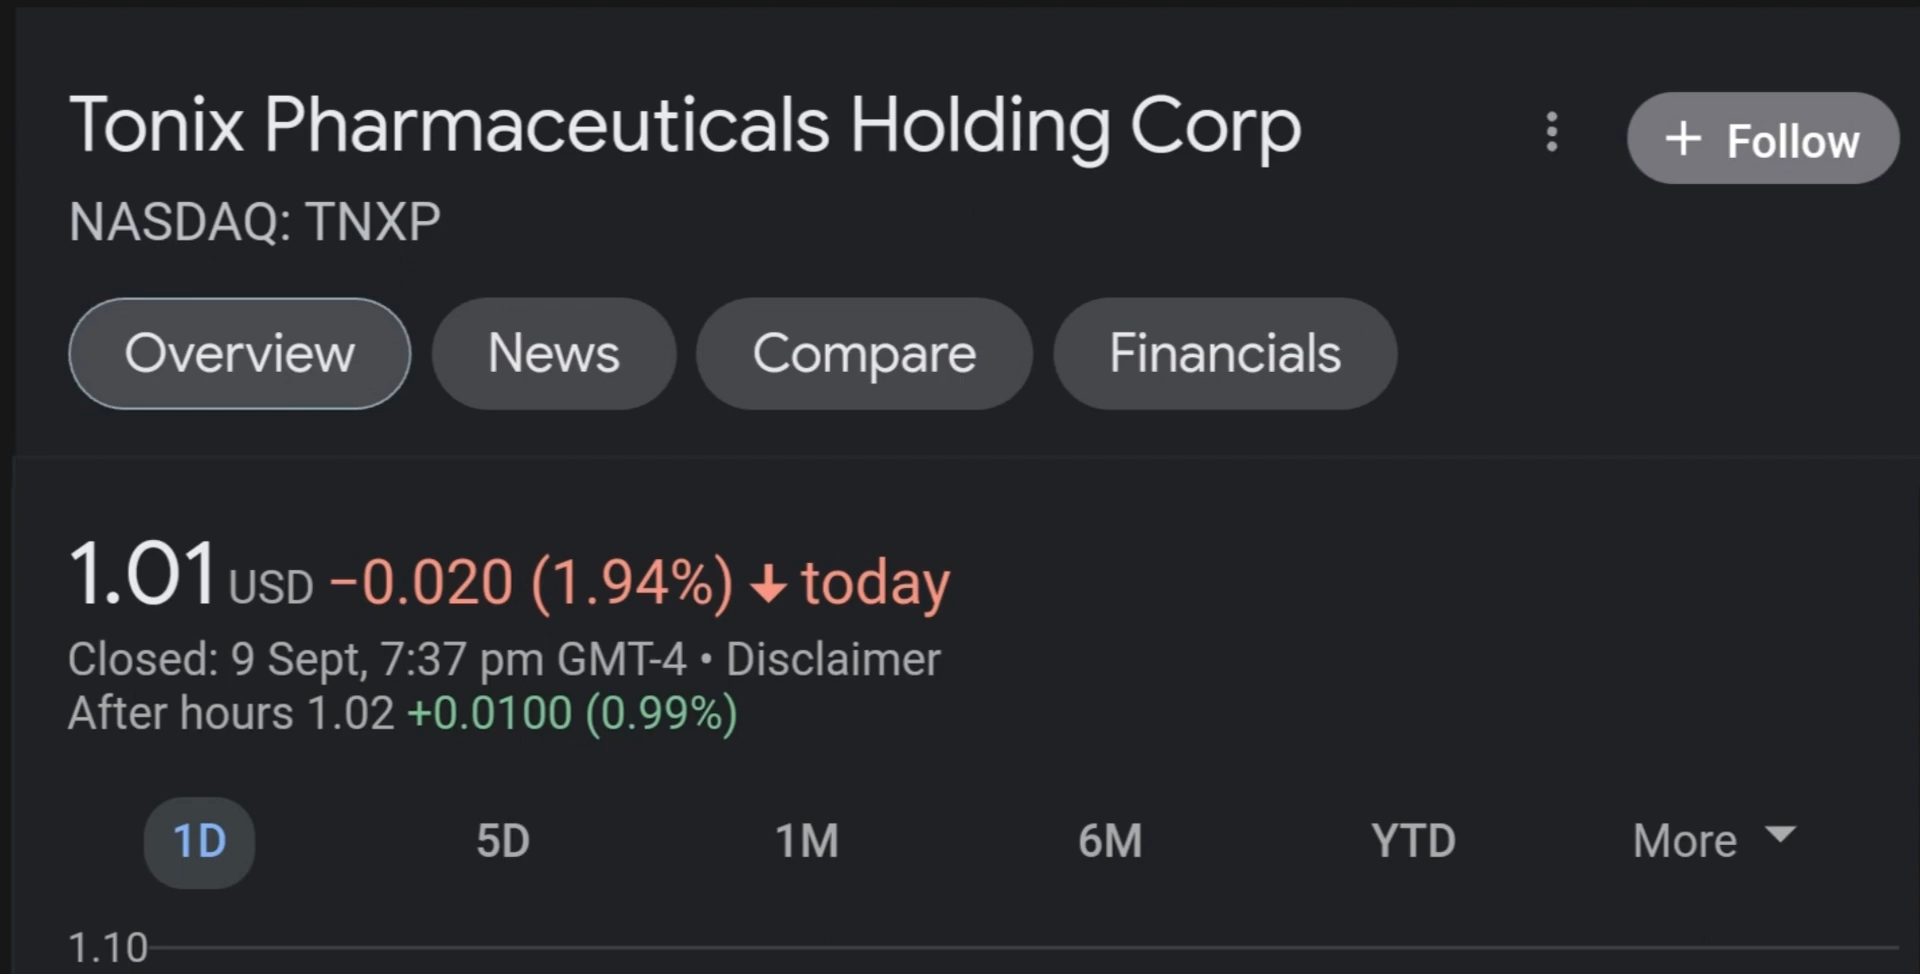 Tonix Pharmaceuticals Holding Corp
+ Follow
NASDAQ: TNXP
Overview News Compare Financials
1.01 USD −0.020 (1.94%) ↓ today
Closed: 9 Sept, 7:37 pm GMT-4 • Disclaimer
After hours 1.02 +0.0100 (0.99%)
1D 5D 1M 6M YTD More
1.10